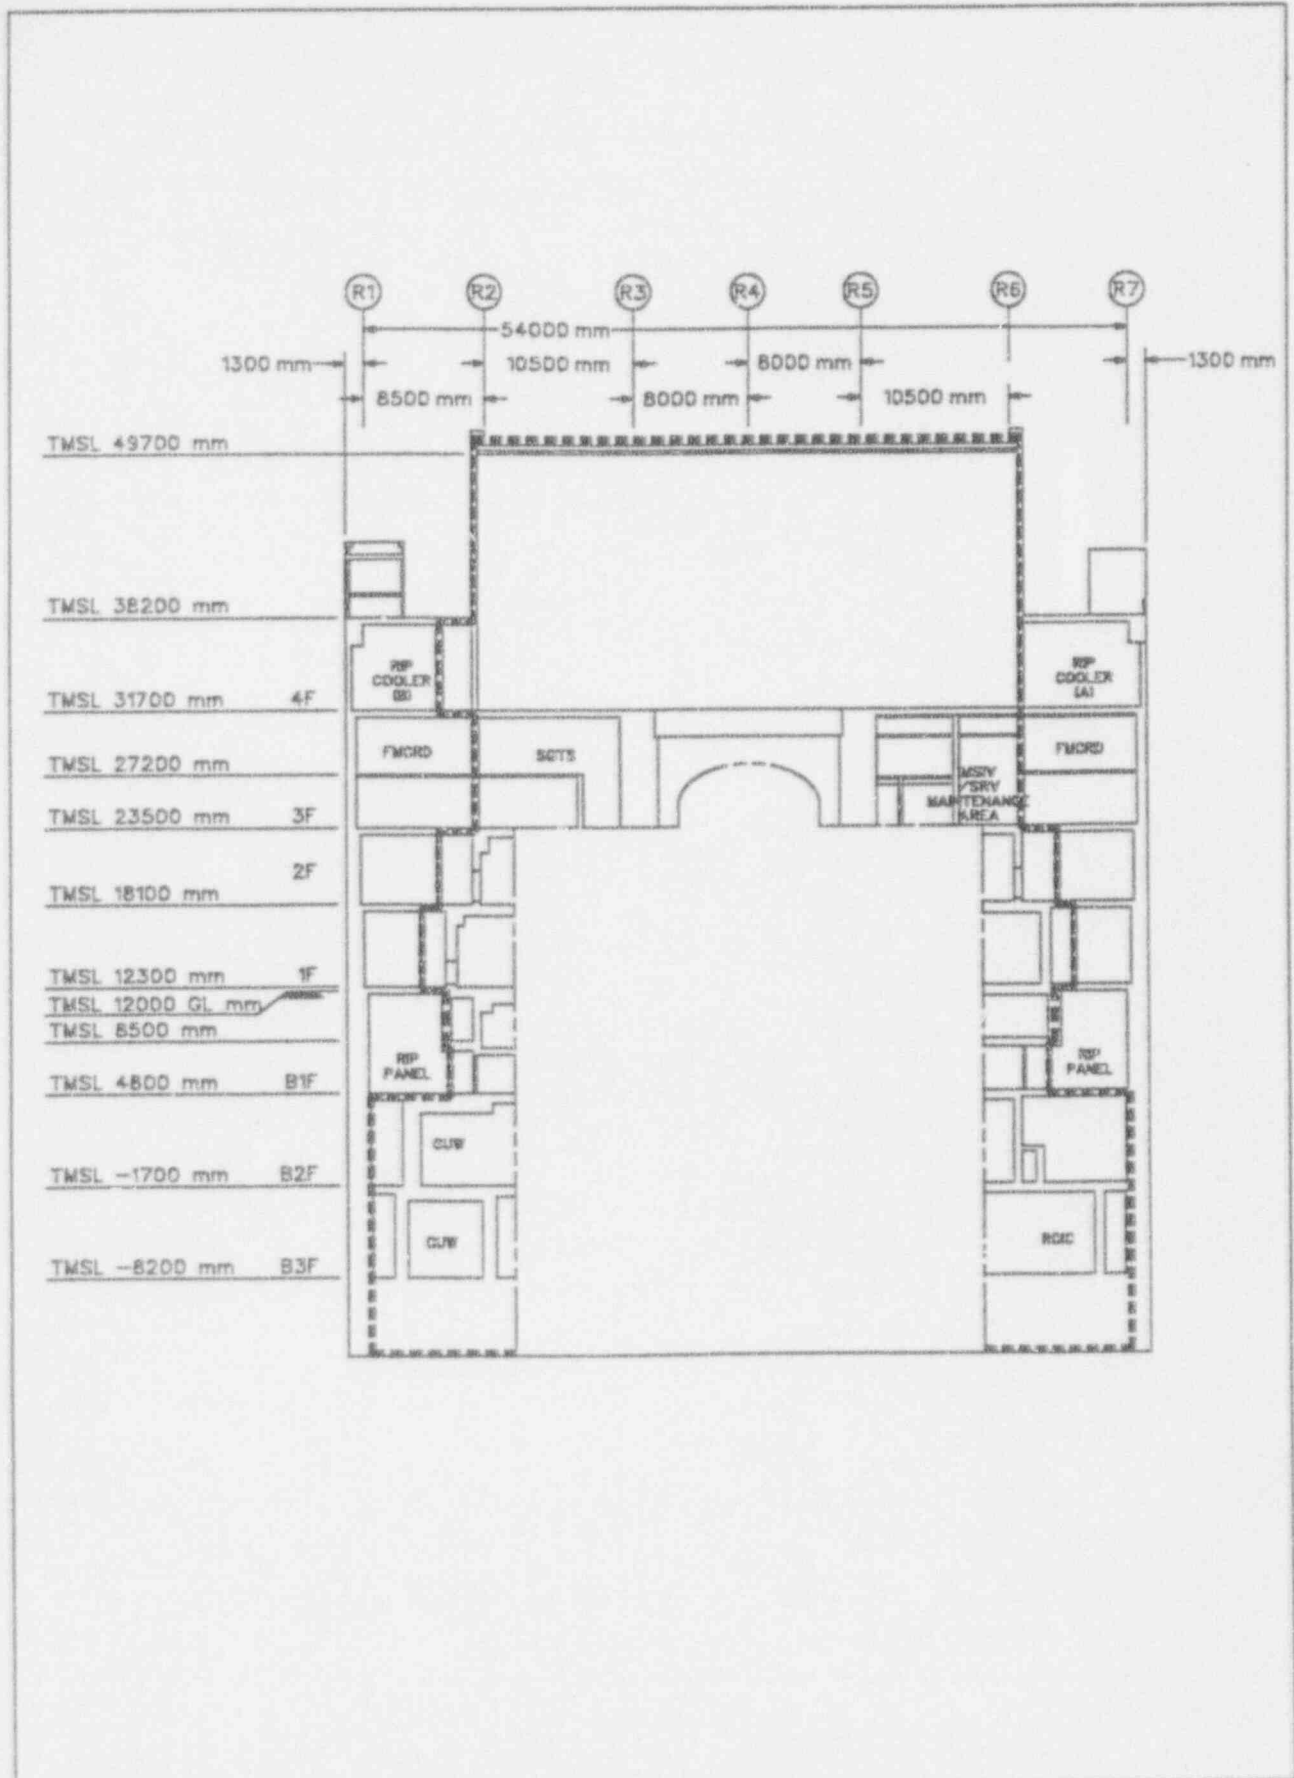 R1 R2 R3 R4 R5 R6 R7
54000 mm
1300 mm 10500 mm 8000 mm 1300 mm
8500 mm 8000 mm 10500 mm
TMSL 49700 mm
TMSL 38200 mm
RIP
COOLER
(B)
RIP
COOLER
(A)
TMSL 31700 mm 4F
FMCRD SGTS FMCRD
TMSL 27200 mm
MSIV
/SRV
MAINTENANCE
AREA
TMSL 23500 mm 3F
2F
TMSL 18100 mm
TMSL 12300 mm 1F
TMSL 12000 GL mm
TMSL 8500 mm
RIP
PANEL
RIP
PANEL
TMSL 4800 mm B1F
CUW
TMSL -1700 mm B2F
CUW RCIC
TMSL -8200 mm B3F